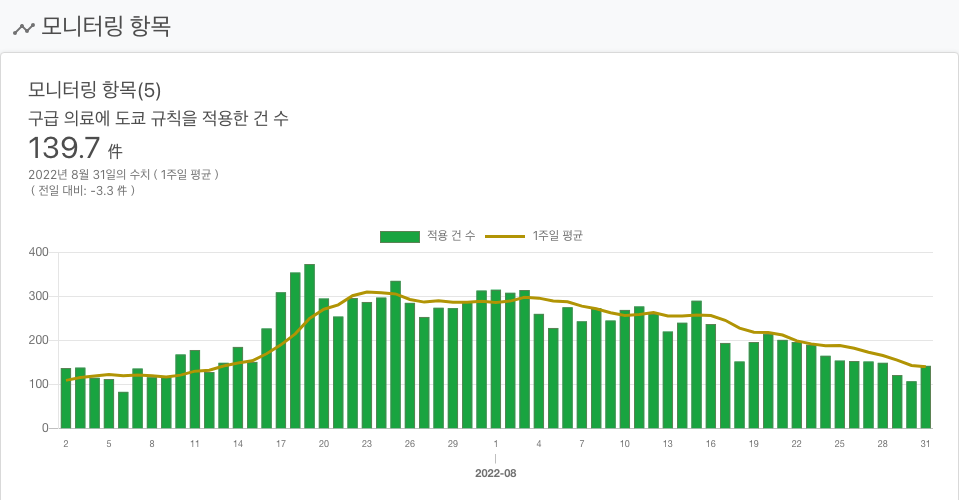 모니터링 항목
모니터링 항목(5)
구급 의료에 도쿄 규칙을 적용한 건 수
139.7 件
2022년 8월 31일의 수치 ( 1주일 평균 )
( 전일 대비: -3.3 件 )
적용 건 수 1주일 평균
400
300
200
100
0
2 5 8 11 14 17 20 23 26 29 1 4 7 10 13 16 19 22 25 28 31
2022-08